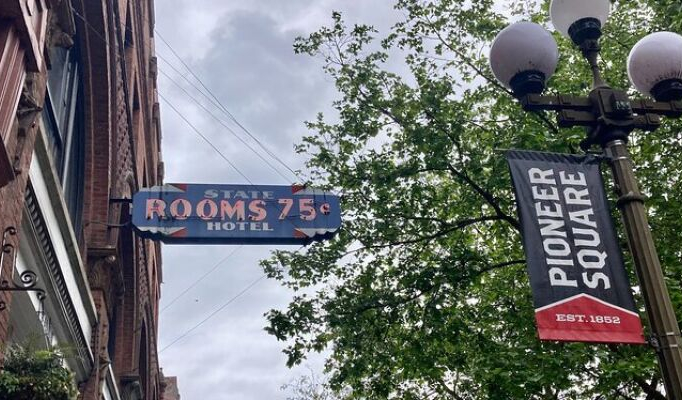 STATE
ROOMS 75¢
HOTEL
PIONEER
SQUARE
EST. 1852